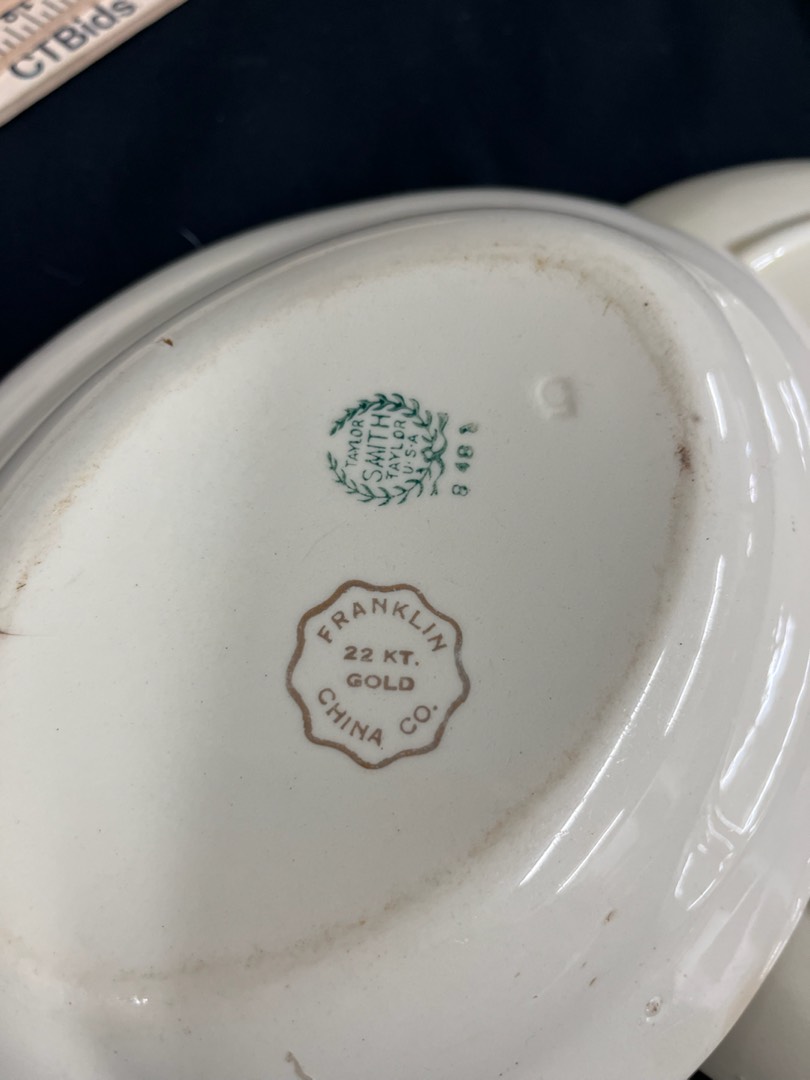 CTBids
TAYLOR
SMITH
TAYLOR
U.S.A
8 48
FRANKLIN
22 KT.
GOLD
CHINA CO.